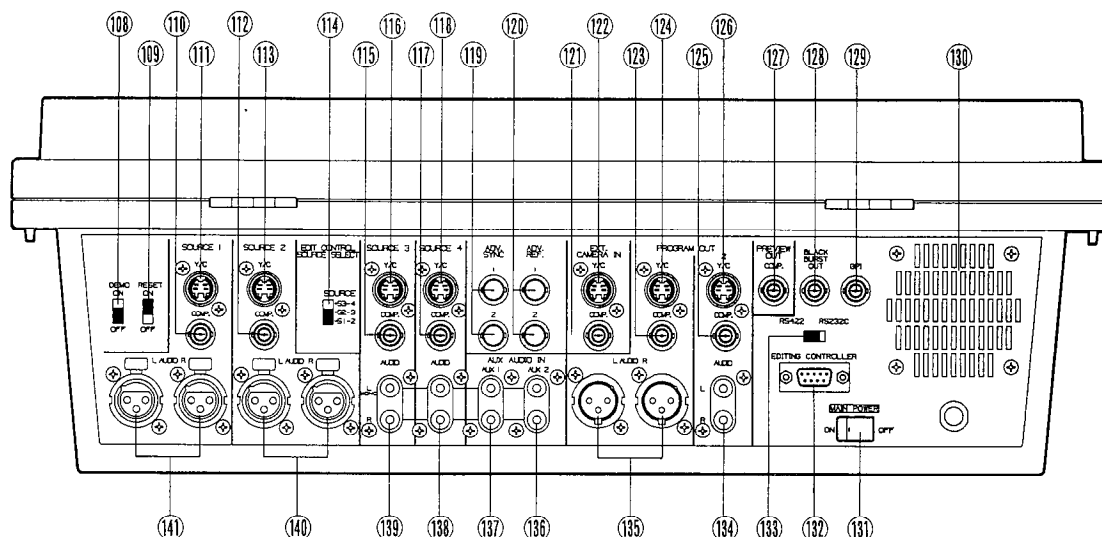 108 110 112 114 116 118 120 122 124 126 127 128 129 130
109 111 113 115 117 119 121 123 125
SOURCE 1
Y/C
COMP.
SOURCE 2
Y/C
COMP.
EDIT CONTROL
SOURCE SELECT
SOURCE
S3-4
S2-3
S1-2
SOURCE 3
Y/C
COMP.
SOURCE 4
Y/C
COMP.
ADV.
SYNC
1
2
ADV.
REF.
1
2
EXT.
CAMERA IN
Y/C
COMP.
PROGRAM OUT
1
Y/C
COMP.
2
Y/C
COMP.
PREVIEW
OUT
COMP.
BLACK
BURST
OUT
GPI
DEMO
ON
OFF
RESET
ON
OFF
RS422 RS232C
EDITING CONTROLLER
MAIN POWER
ON OFF
L AUDIO R
L AUDIO R
AUDIO
L
R
AUDIO
AUX AUDIO IN
AUX 1 AUX 2
L AUDIO R
AUDIO
L
R
141 140 139 138 137 136 135 134 133 132 131